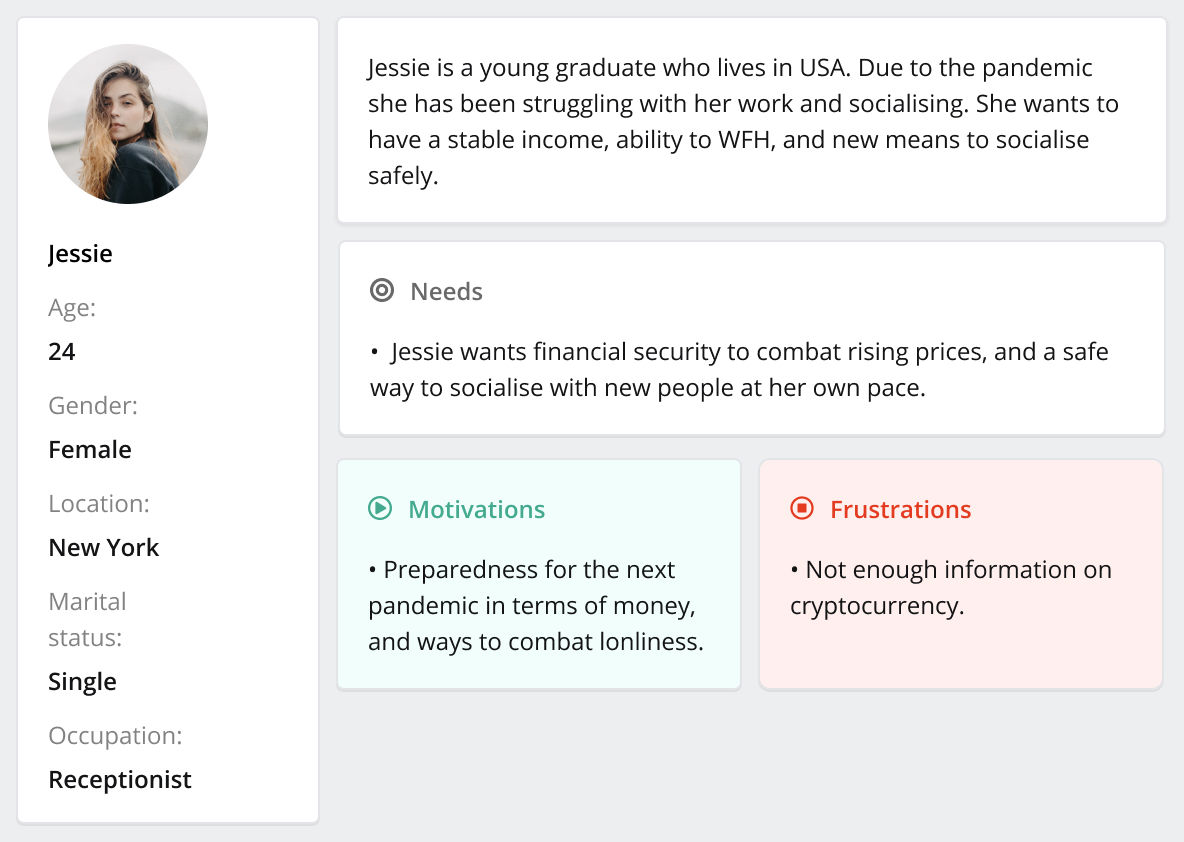 Jessie
Age:
24
Gender:
Female
Location:
New York
Marital
status:
Single
Occupation:
Receptionist
Jessie is a young graduate who lives in USA. Due to the pandemic
she has been struggling with her work and socialising. She wants to
have a stable income, ability to WFH, and new means to socialise
safely.
Needs
• Jessie wants financial security to combat rising prices, and a safe
way to socialise with new people at her own pace.
Motivations
• Preparedness for the next
pandemic in terms of money,
and ways to combat lonliness.
Frustrations
• Not enough information on
cryptocurrency.